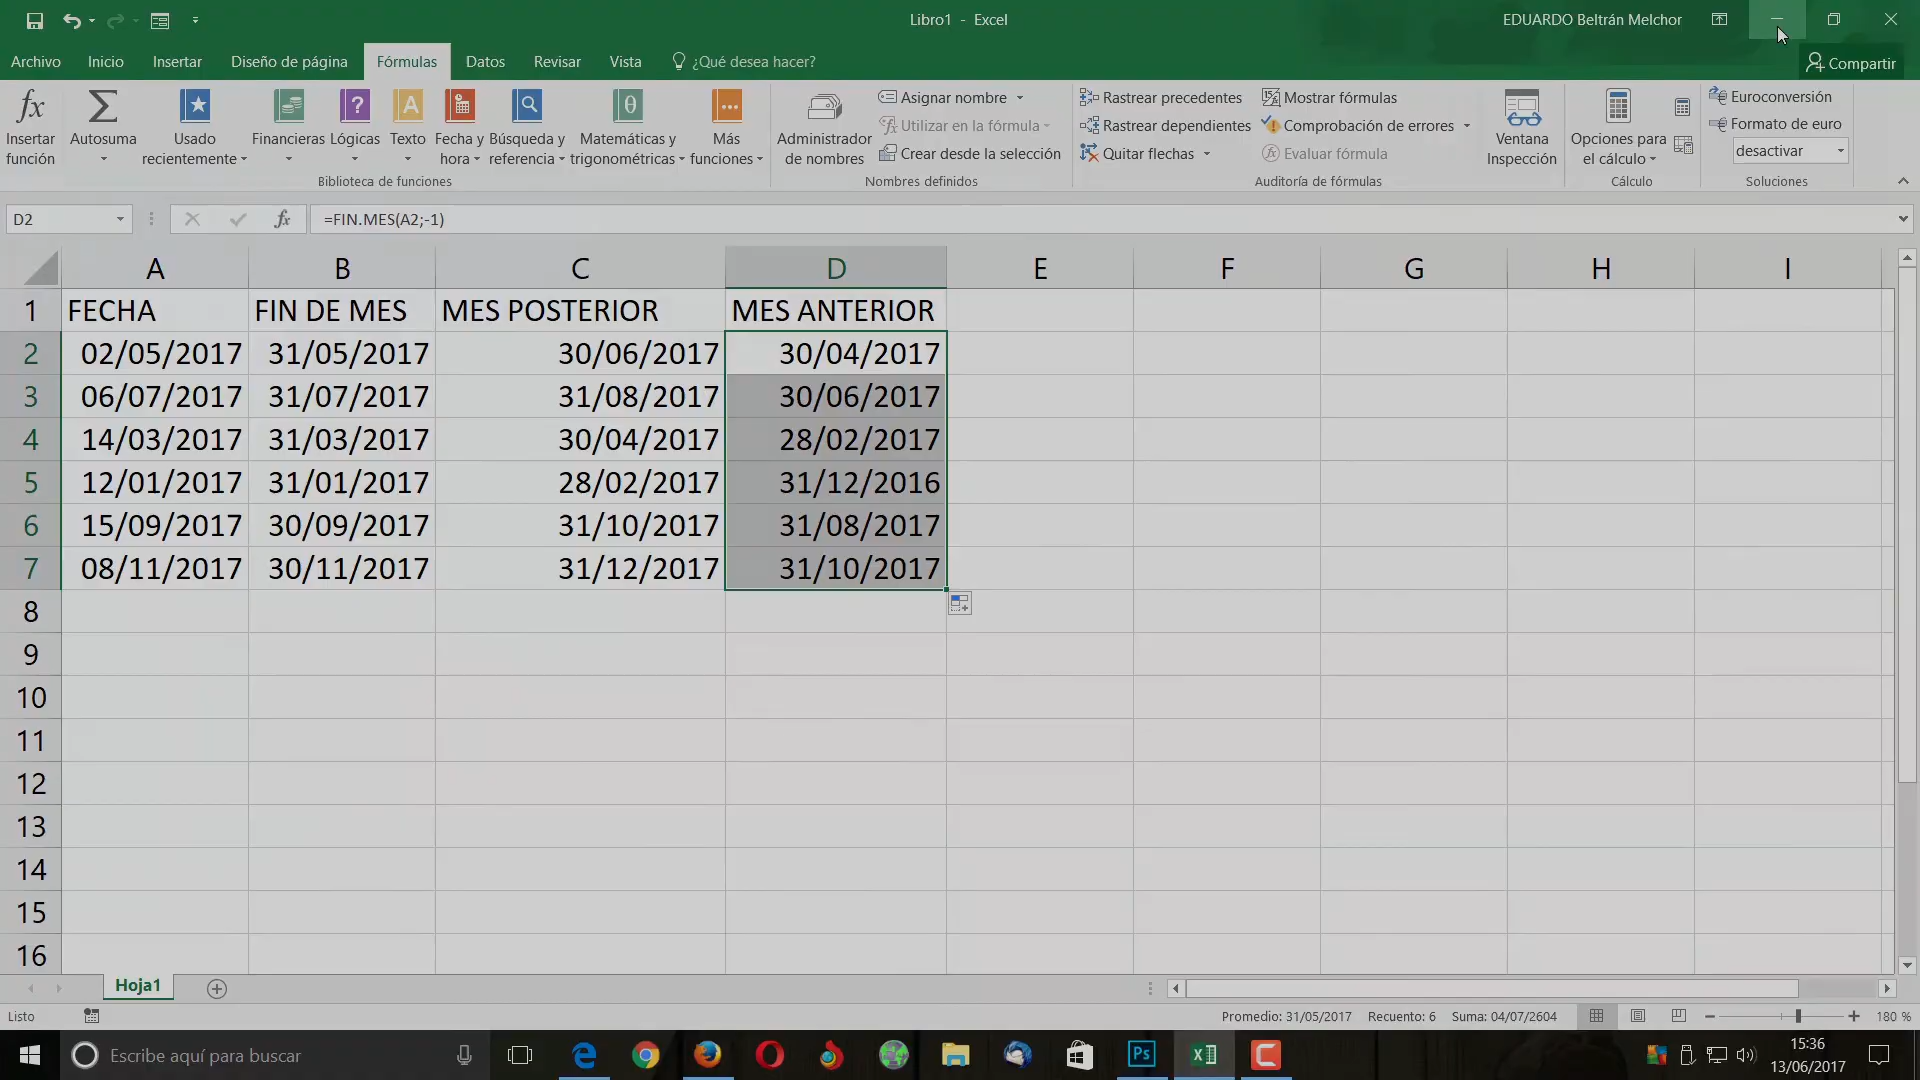 Libro1 - Excel
EDUARDO Beltrán Melchor
Archivo Inicio Insertar Diseño de página Fórmulas Datos Revisar Vista ¿Qué desea hacer? Compartir
Insertar función
Autosuma
Usado recientemente
Financieras
Lógicas
Texto
Fecha y hora
Búsqueda y referencia
Matemáticas y trigonométricas
Más funciones
Biblioteca de funciones
Administrador de nombres
Asignar nombre
Utilizar en la fórmula
Crear desde la selección
Nombres definidos
Rastrear precedentes
Rastrear dependientes
Quitar flechas
Mostrar fórmulas
Comprobación de errores
Evaluar fórmula
Auditoría de fórmulas
Ventana Inspección
Opciones para el cálculo
Cálculo
Euroconversión
Formato de euro
desactivar
Soluciones
D2 fx =FIN.MES(A2;-1)
A B C D E F G H I
1 FECHA FIN DE MES MES POSTERIOR MES ANTERIOR
2 02/05/2017 31/05/2017 30/06/2017 30/04/2017
3 06/07/2017 31/07/2017 31/08/2017 30/06/2017
4 14/03/2017 31/03/2017 30/04/2017 28/02/2017
5 12/01/2017 31/01/2017 28/02/2017 31/12/2016
6 15/09/2017 30/09/2017 31/10/2017 31/08/2017
7 08/11/2017 30/11/2017 31/12/2017 31/10/2017
8
9
10
11
12
13
14
15
16
Hoja1
Listo Promedio: 31/05/2017 Recuento: 6 Suma: 04/07/2604 180 %
Escribe aquí para buscar
15:36
13/06/2017